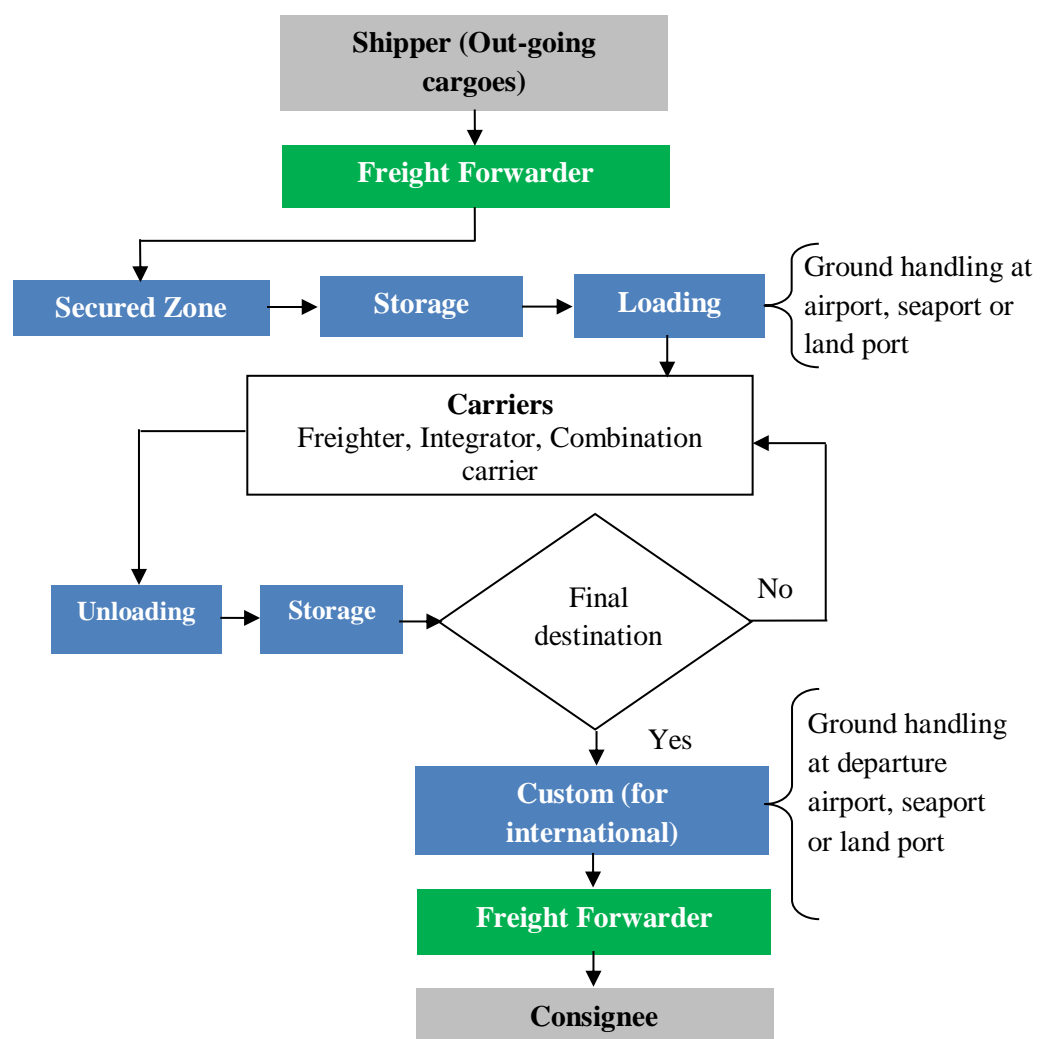 Shipper (Out-going
cargoes)
Freight Forwarder
Secured Zone
Storage
Loading
Ground handling at
airport, seaport or
land port
Carriers
Freighter, Integrator, Combination
carrier
Unloading
Storage
Final
destination
No
Yes
Custom (for
international)
Ground handling
at departure
airport, seaport
or land port
Freight Forwarder
Consignee